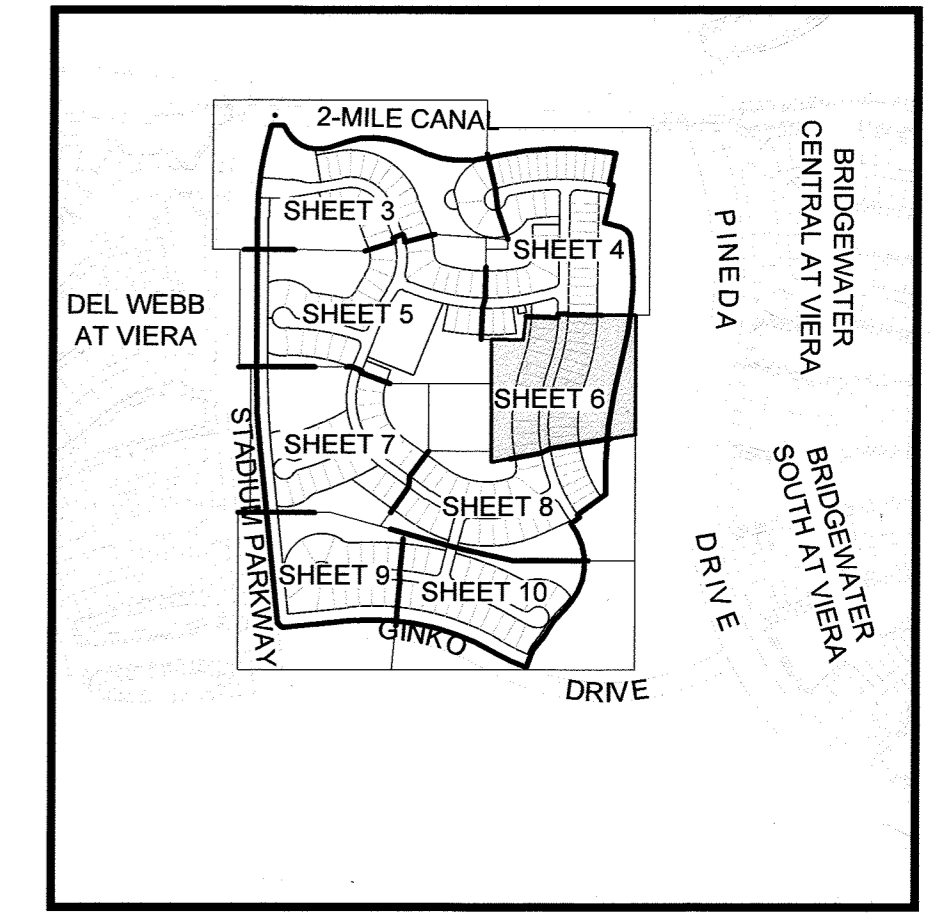 2-MILE CANAL
SHEET 3
SHEET 4
DEL WEBB
AT VIERA
SHEET 5
PINEDA
BRIDGEWATER
CENTRAL AT VIERA
SHEET 6
STADIUM PARKWAY
SHEET 7
SHEET 8
BRIDGEWATER
SOUTH AT VIERA
DRIVE
SHEET 9
SHEET 10
GINKO
DRIVE